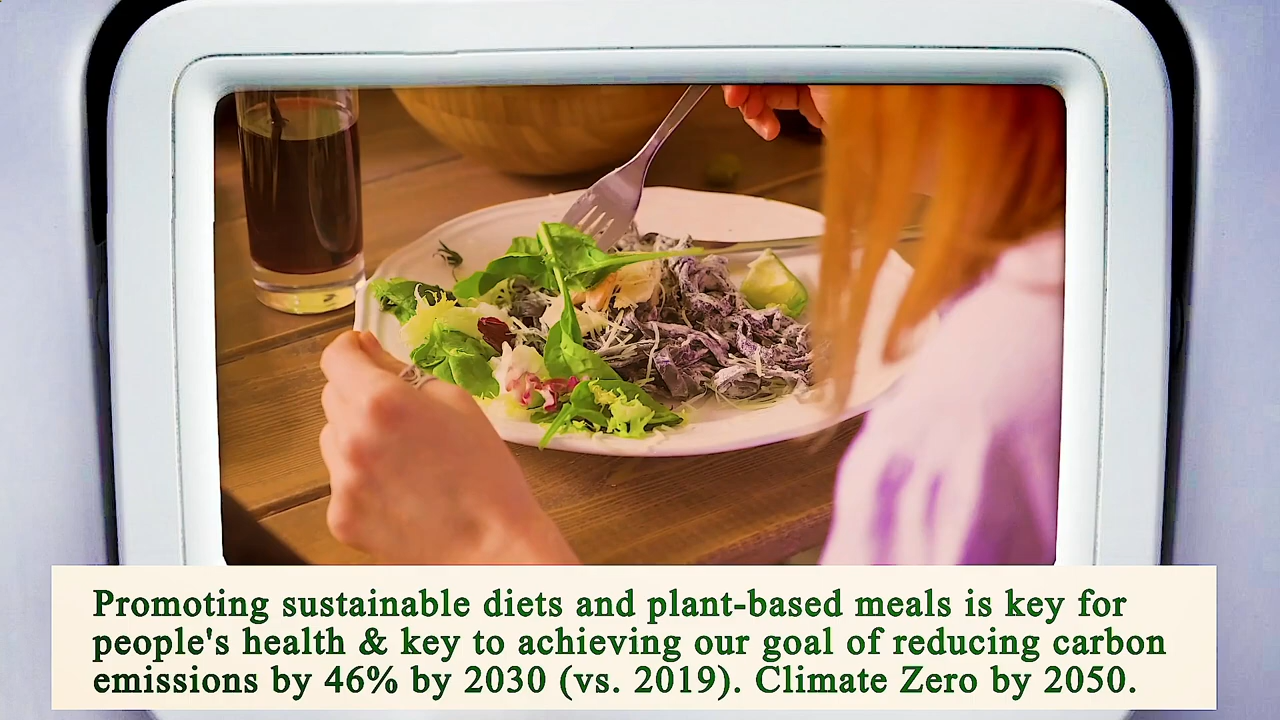 Promoting sustainable diets and plant-based meals is key for
people's health & key to achieving our goal of reducing carbon
emissions by 46% by 2030 (vs. 2019). Climate Zero by 2050.